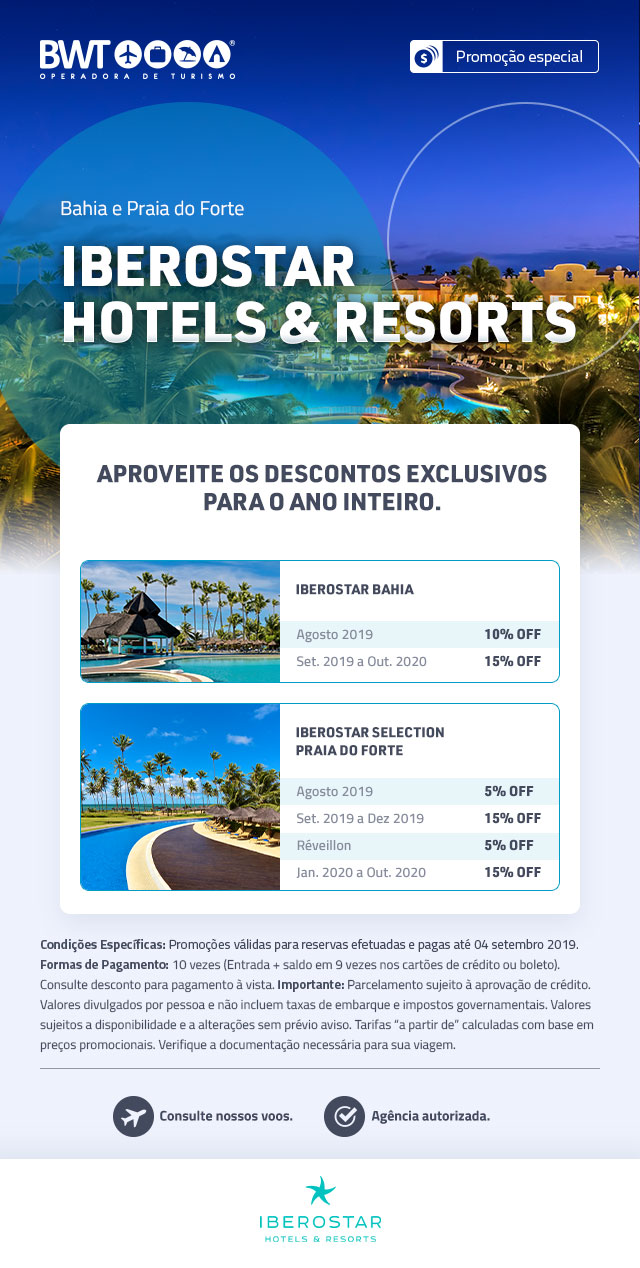 BWT
OPERADORA DE TURISMO
Promoção especial
Bahia e Praia do Forte
IBEROSTAR
HOTELS & RESORTS
APROVEITE OS DESCONTOS EXCLUSIVOS
PARA O ANO INTEIRO.
IBEROSTAR BAHIA
Agosto 2019 10% OFF
Set. 2019 a Out. 2020 15% OFF
IBEROSTAR SELECTION
PRAIA DO FORTE
Agosto 2019 5% OFF
Set. 2019 a Dez 2019 15% OFF
Réveillon 5% OFF
Jan. 2020 a Out. 2020 15% OFF
Condições Específicas: Promoções válidas para reservas efetuadas e pagas até 04 setembro 2019.
Formas de Pagamento: 10 vezes (Entrada + saldo em 9 vezes nos cartões de crédito ou boleto).
Consulte desconto para pagamento à vista. Importante: Parcelamento sujeito à aprovação de crédito.
Valores divulgados por pessoa e não incluem taxas de embarque e impostos governamentais. Valores
sujeitos a disponibilidade e a alterações sem prévio aviso. Tarifas “a partir de” calculadas com base em
preços promocionais. Verifique a documentação necessária para sua viagem.
Consulte nossos voos.
Agência autorizada.
IBEROSTAR
HOTELS & RESORTS